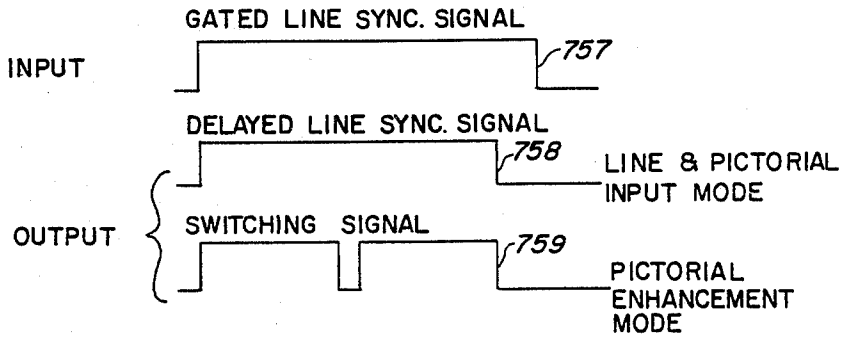 GATED LINE SYNC. SIGNAL
INPUT
757
DELAYED LINE SYNC. SIGNAL
758
LINE & PICTORIAL
INPUT MODE
OUTPUT
SWITCHING SIGNAL
759
PICTORIAL
ENHANCEMENT
MODE